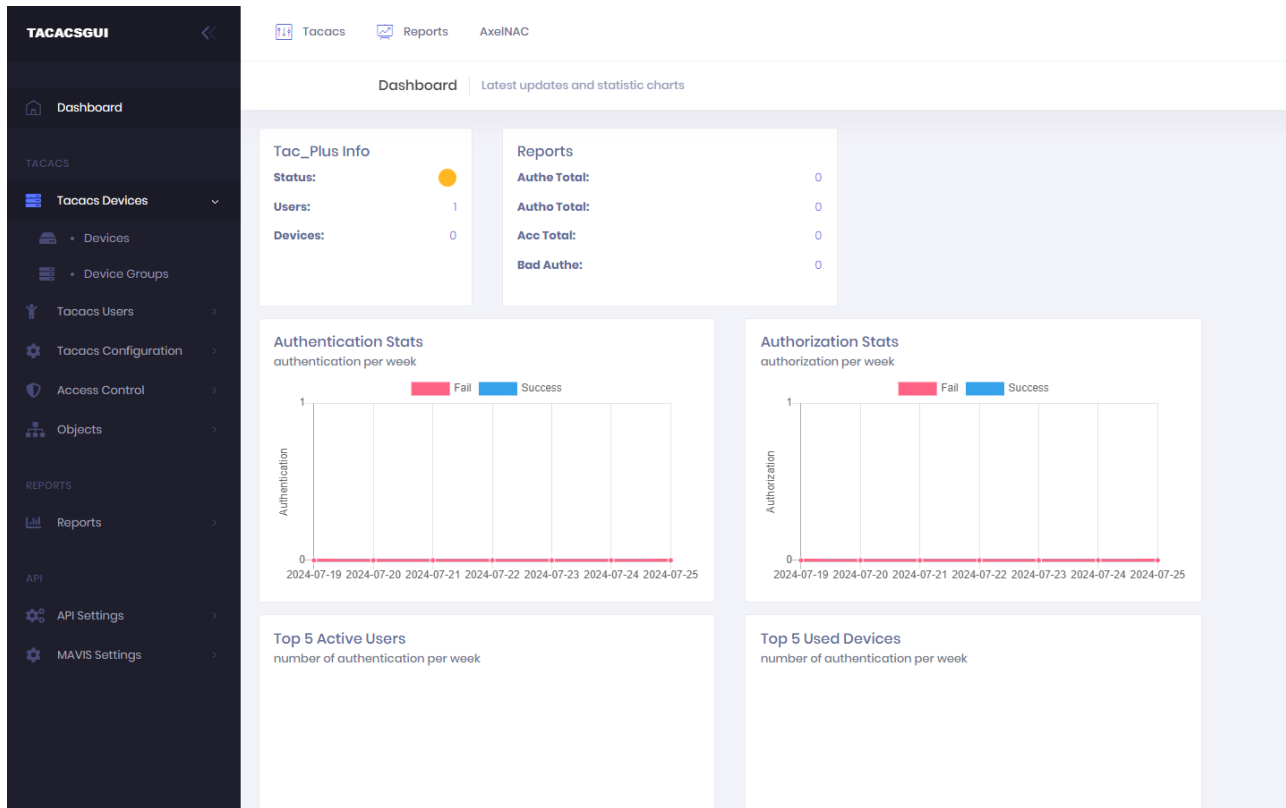 TACACSGUI
Tacacs Reports AxelNAC
Dashboard Latest updates and statistic charts
Dashboard
TACACS
Tacacs Devices
Devices
Device Groups
Tacacs Users
Tacacs Configuration
Access Control
Objects
REPORTS
Reports
API
API Settings
MAVIS Settings
Tac_Plus Info
Status:
Users: 1
Devices: 0
Reports
Authe Total: 0
Autho Total: 0
Acc Total: 0
Bad Authe: 0
Authentication Stats
authentication per week
Fail Success
1
Authentication
0
2024-07-19 2024-07-20 2024-07-21 2024-07-22 2024-07-23 2024-07-24 2024-07-25
Authorization Stats
authorization per week
Fail Success
1
Authorization
0
2024-07-19 2024-07-20 2024-07-21 2024-07-22 2024-07-23 2024-07-24 2024-07-25
Top 5 Active Users
number of authentication per week
Top 5 Used Devices
number of authentication per week